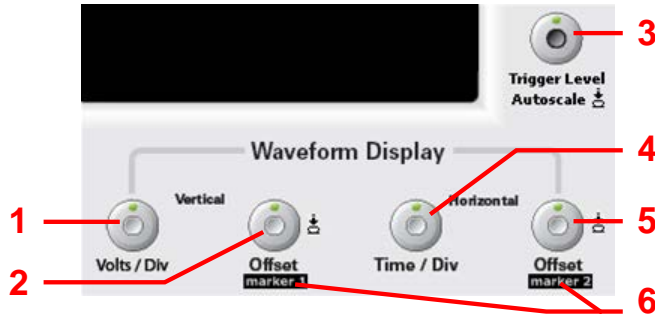 3
Trigger Level
Autoscale
Waveform Display
4
1
Vertical
Horizontal
5
2
Volts / Div
Offset
marker 1
Time / Div
Offset
marker 2
6